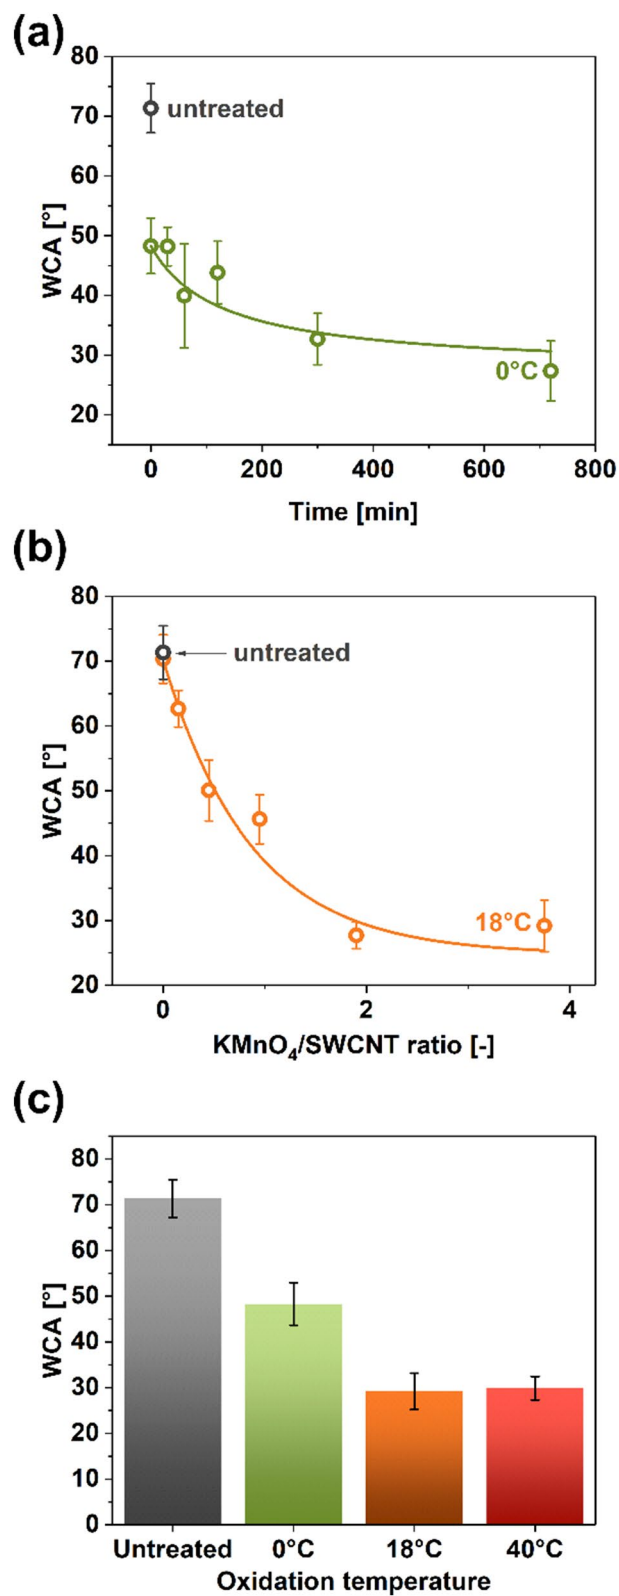 (a)
80
70
60
50
40
30
20
WCA [°]
untreated
0°C
0 200 400 600 800
Time [min]
(b)
80
70
60
50
40
30
20
WCA [°]
untreated
18°C
0 2 4
KMnO₄/SWCNT ratio [-]
(c)
80
70
60
50
40
30
20
10
0
WCA [°]
Untreated 0°C 18°C 40°C
Oxidation temperature